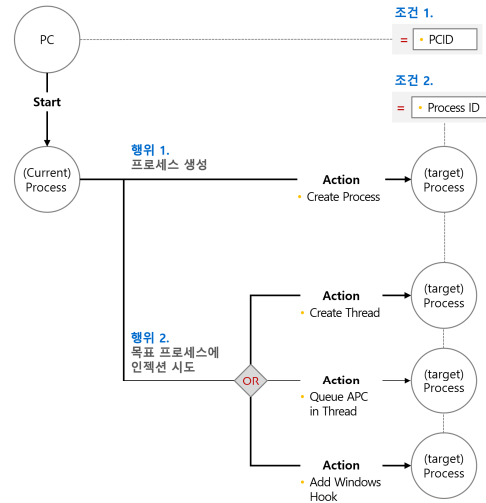 조건 1.
PC
= • PCID
조건 2.
Start
= • Process ID
행위 1.
프로세스 생성
(Current)
Process
Action
• Create Process
(target)
Process
Action
• Create Thread
(target)
Process
행위 2.
목표 프로세스에
인젝션 시도
OR
Action
• Queue APC
in Thread
(target)
Process
Action
• Add Windows
Hook
(target)
Process